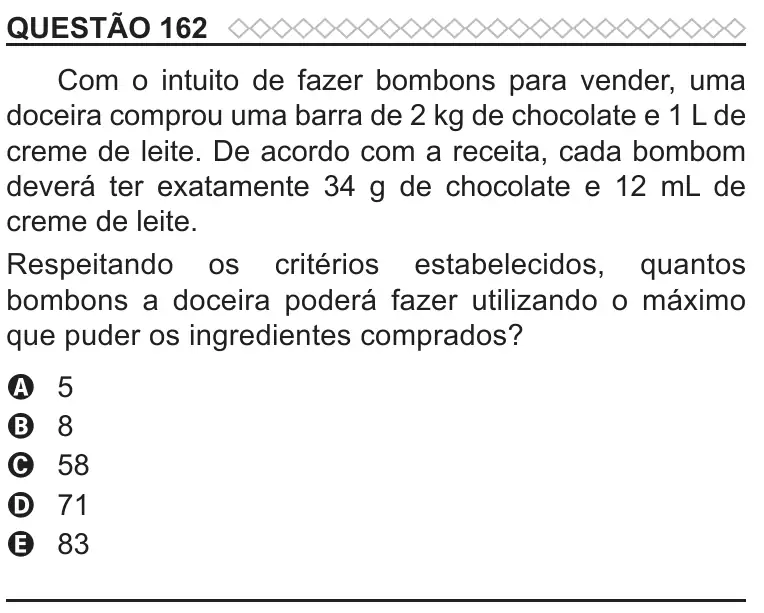 QUESTÃO 162
Com o intuito de fazer bombons para vender, uma
doceira comprou uma barra de 2 kg de chocolate e 1 L de
creme de leite. De acordo com a receita, cada bombom
deverá ter exatamente 34 g de chocolate e 12 mL de
creme de leite.
Respeitando os critérios estabelecidos, quantos
bombons a doceira poderá fazer utilizando o máximo
que puder os ingredientes comprados?
A 5
B 8
C 58
D 71
E 83